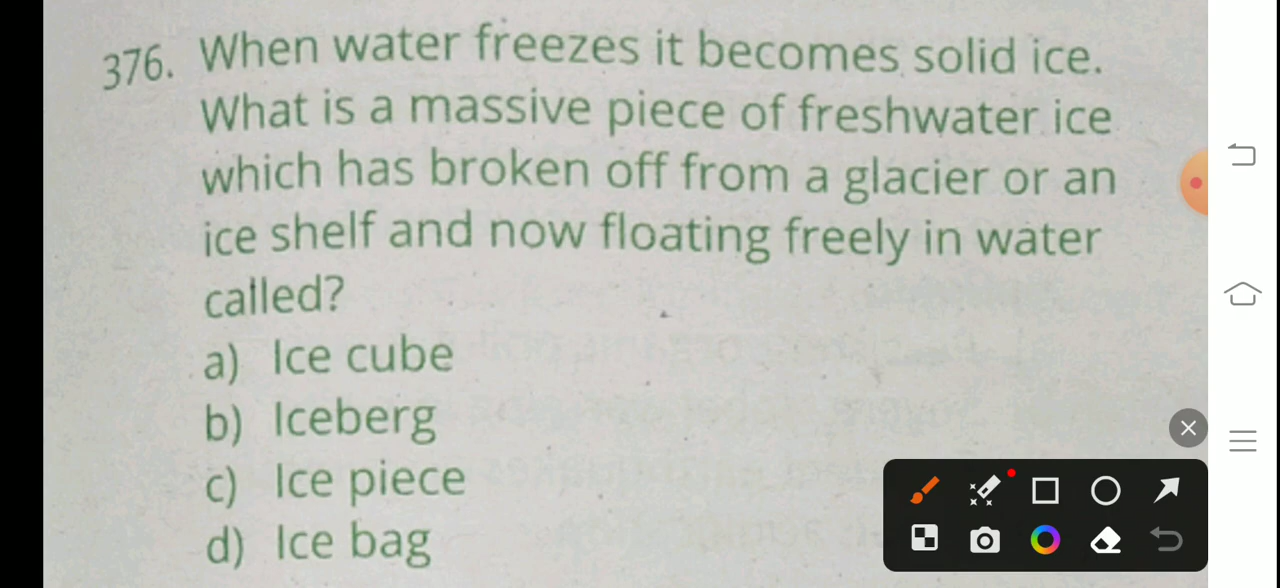 376. When water freezes it becomes solid ice.
What is a massive piece of freshwater ice
which has broken off from a glacier or an
ice shelf and now floating freely in water
called?
a) Ice cube
b) Iceberg
c) Ice piece
d) Ice bag